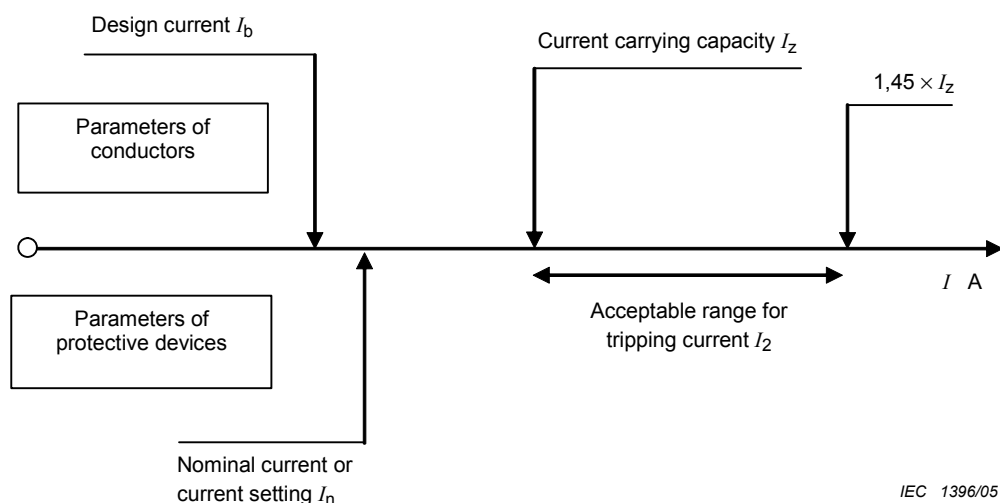 Design current Ib
Current carrying capacity Iz
1,45 × Iz
Parameters of
conductors
I A
Parameters of
protective devices
Acceptable range for
tripping current I2
Nominal current or
current setting In
IEC 1396/05